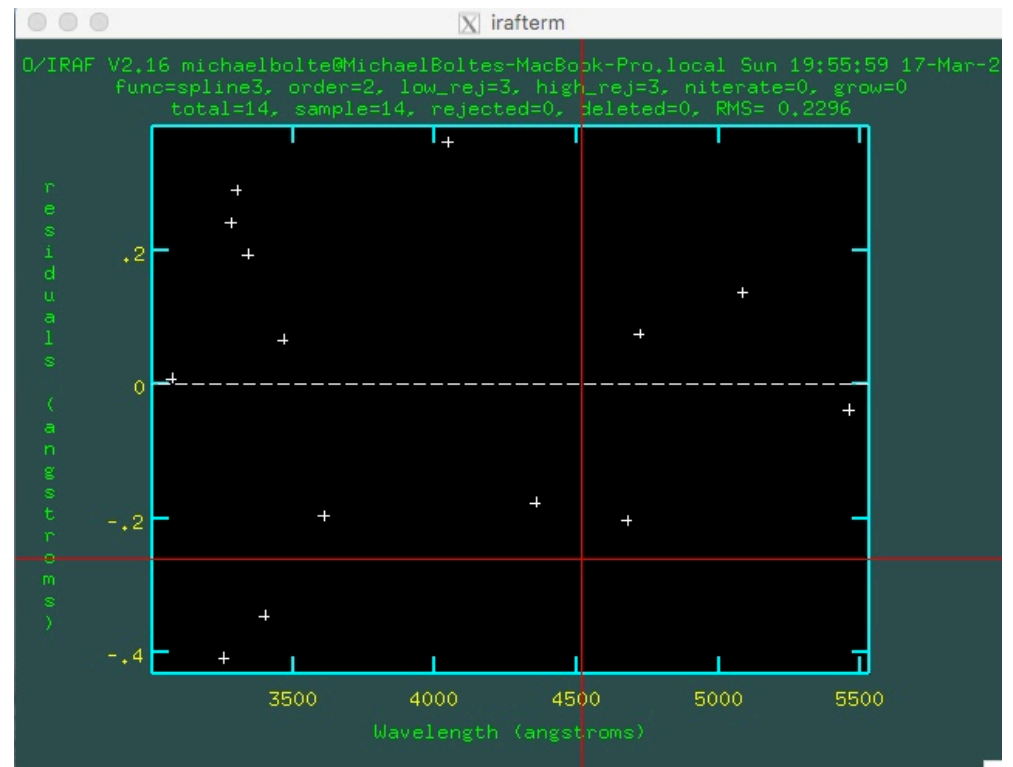 irafterm
O/IRAF V2.16 michaelbolte@MichaelBoltes-MacBook-Pro.local Sun 19:55:59 17-Mar-2
func=spline3, order=2, low_rej=3, high_rej=3, niterate=0, grow=0
total=14, sample=14, rejected=0, deleted=0, RMS= 0.2296
residuals (angstroms)
.2
0
-.2
-.4
3500 4000 4500 5000 5500
Wavelength (angstroms)